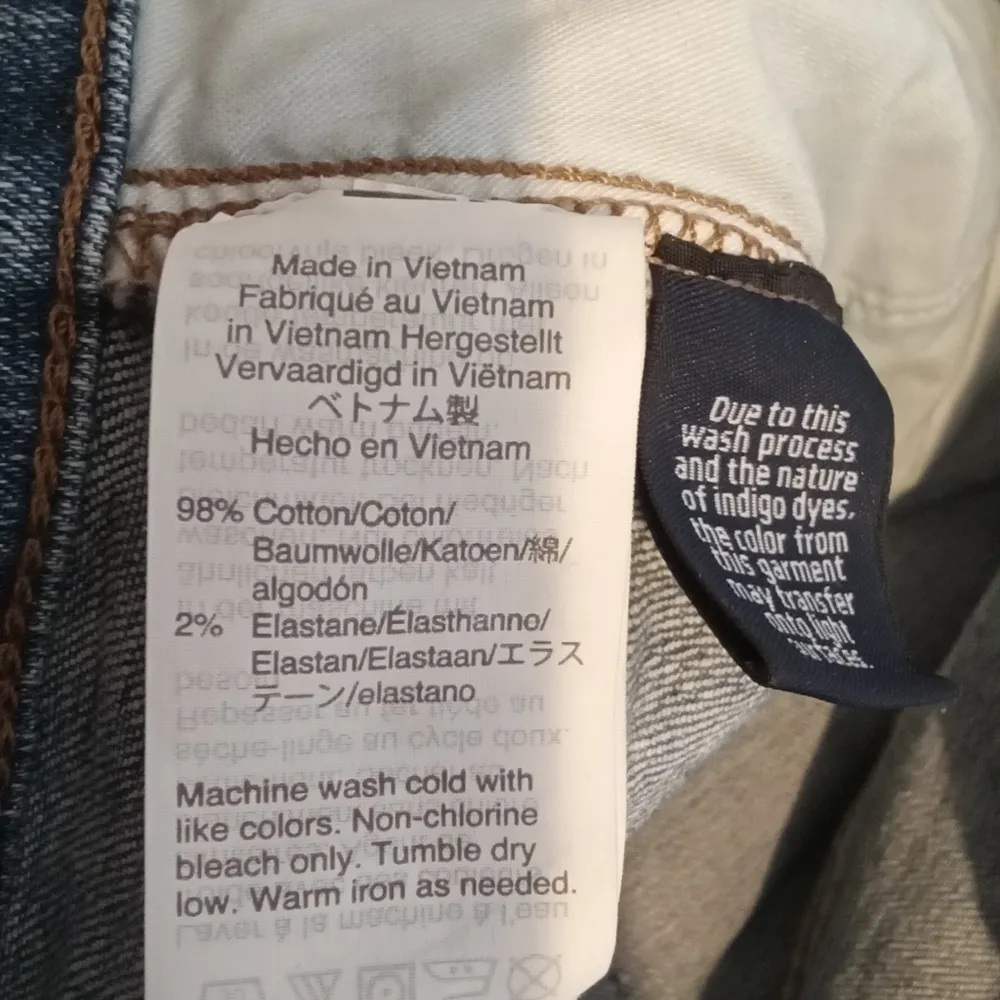 Made in Vietnam
Fabriqué au Vietnam
in Vietnam Hergestellt
Vervaardigd in Viëtnam
ベトナム製
Hecho en Vietnam
98% Cotton/Coton/
Baumwolle/Katoen/綿/
algodón
2% Elastane/Élasthanne/
Elastan/Elastaan/エラス
テーン/elastano
Machine wash cold with
like colors. Non-chlorine
bleach only. Tumble dry
low. Warm iron as needed.
Due to this
wash process
and the nature
of indigo dyes,
the color from
this garment
may transfer
onto light
surfaces.